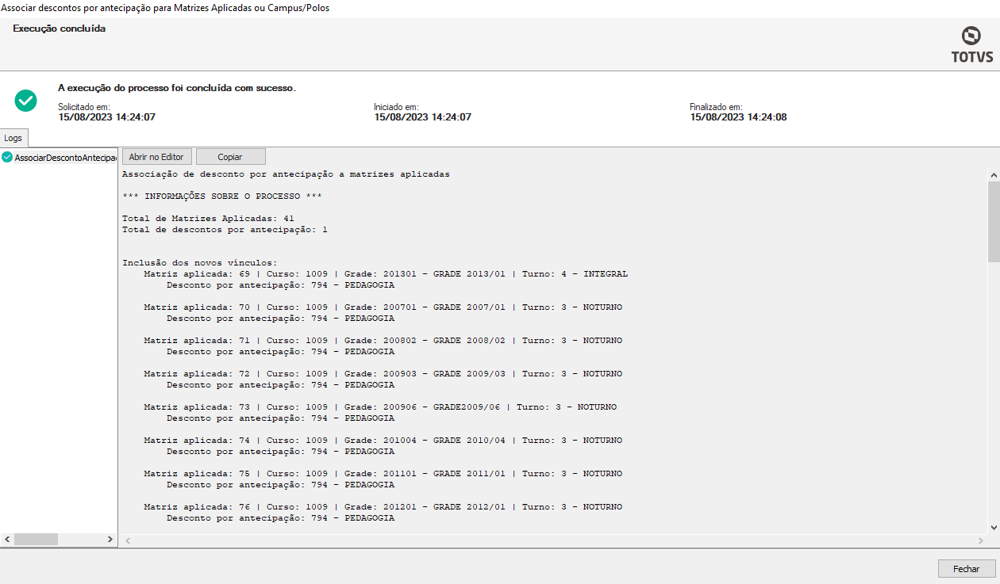 Associar descontos por antecipação para Matrizes Aplicadas ou Campus/Polos
Execução concluída
TOTVS
A execução do processo foi concluída com sucesso.
Solicitado em:
15/08/2023 14:24:07
Iniciado em:
15/08/2023 14:24:07
Finalizado em:
15/08/2023 14:24:08
Logs
AssociarDescontoAntecipa
Abrir no Editor
Copiar
Associação de desconto por antecipação a matrizes aplicadas
*** INFORMAÇÕES SOBRE O PROCESSO ***
Total de Matrizes Aplicadas: 41
Total de descontos por antecipação: 1
Inclusão dos novos vínculos:
Matriz aplicada: 69 | Curso: 1009 | Grade: 201301 - GRADE 2013/01 | Turno: 4 - INTEGRAL
Desconto por antecipação: 794 - PEDAGOGIA
Matriz aplicada: 70 | Curso: 1009 | Grade: 200701 - GRADE 2007/01 | Turno: 3 - NOTURNO
Desconto por antecipação: 794 - PEDAGOGIA
Matriz aplicada: 71 | Curso: 1009 | Grade: 200802 - GRADE 2008/02 | Turno: 3 - NOTURNO
Desconto por antecipação: 794 - PEDAGOGIA
Matriz aplicada: 72 | Curso: 1009 | Grade: 200903 - GRADE 2009/03 | Turno: 3 - NOTURNO
Desconto por antecipação: 794 - PEDAGOGIA
Matriz aplicada: 73 | Curso: 1009 | Grade: 200906 - GRADE2009/06 | Turno: 3 - NOTURNO
Desconto por antecipação: 794 - PEDAGOGIA
Matriz aplicada: 74 | Curso: 1009 | Grade: 201004 - GRADE 2010/04 | Turno: 3 - NOTURNO
Desconto por antecipação: 794 - PEDAGOGIA
Matriz aplicada: 75 | Curso: 1009 | Grade: 201101 - GRADE 2011/01 | Turno: 3 - NOTURNO
Desconto por antecipação: 794 - PEDAGOGIA
Matriz aplicada: 76 | Curso: 1009 | Grade: 201201 - GRADE 2012/01 | Turno: 3 - NOTURNO
Desconto por antecipação: 794 - PEDAGOGIA
Fechar